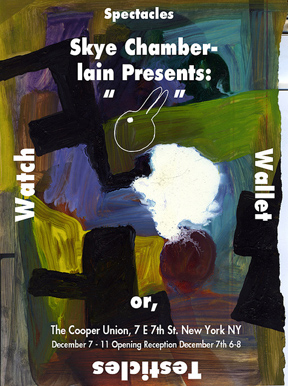 Spectacles
Skye Chamber-
lain Presents:
“ ”
Watch
Wallet
or,
The Cooper Union, 7 E 7th St. New York NY
December 7 - 11 Opening Reception December 7th 6-8
Testicles